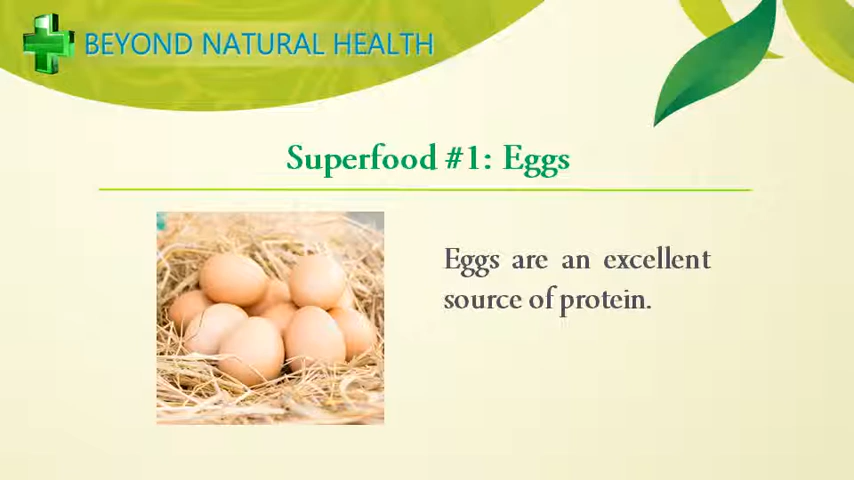 BEYOND NATURAL HEALTH
Superfood #1: Eggs
Eggs are an excellent
source of protein.